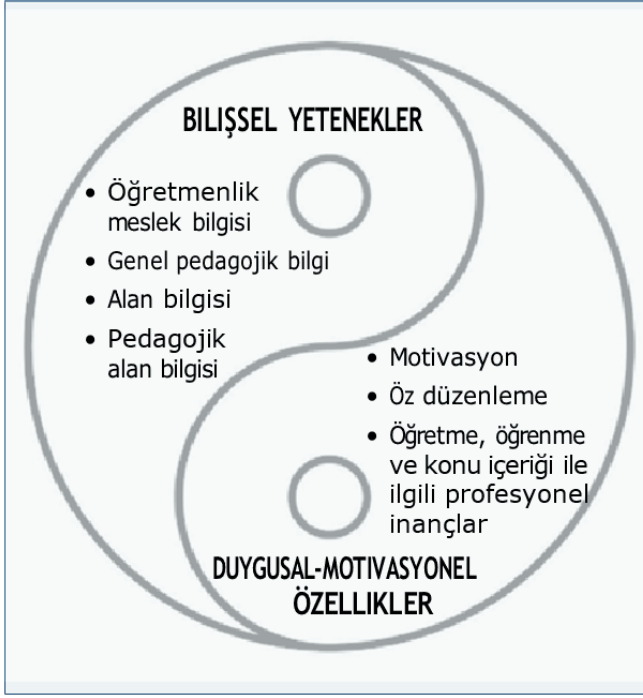 BILIŞSEL YETENEKLER
• Öğretmenlik
meslek bilgisi
• Genel pedagojik bilgi
• Alan bilgisi
• Pedagojik
alan bilgisi
• Motivasyon
• Öz düzenleme
• Öğretme, öğrenme
ve konu içeriği ile
ilgili profesyonel
inançlar
DUYGUSAL-MOTIVASYONEL
ÖZELLIKLER